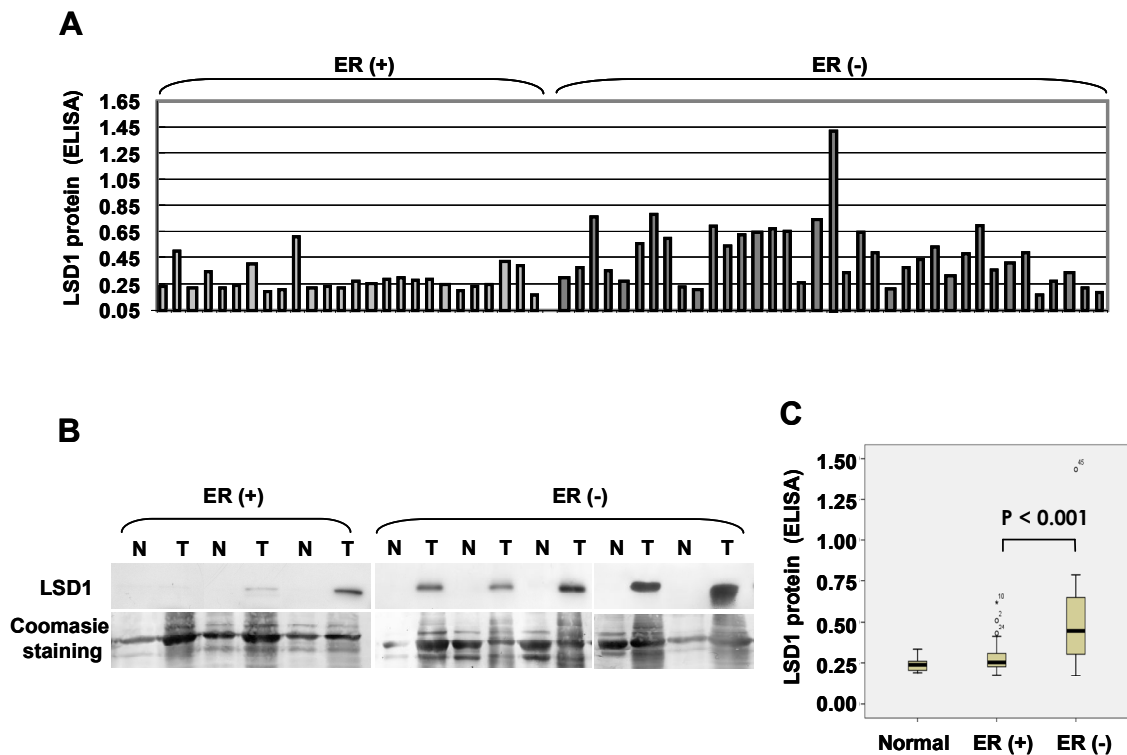 A
ER (+) ER (-)
LSD1 protein (ELISA)
1.65
1.45
1.25
1.05
0.85
0.65
0.45
0.25
0.05
B
ER (+) ER (-)
N T N T N T N T N T N T N T N T
LSD1
Coomasie
staining
C
LSD1 protein (ELISA)
1.50
1.25
1.00
0.75
0.50
0.25
0.00
45
P < 0.001
10
2
24
Normal ER (+) ER (-)